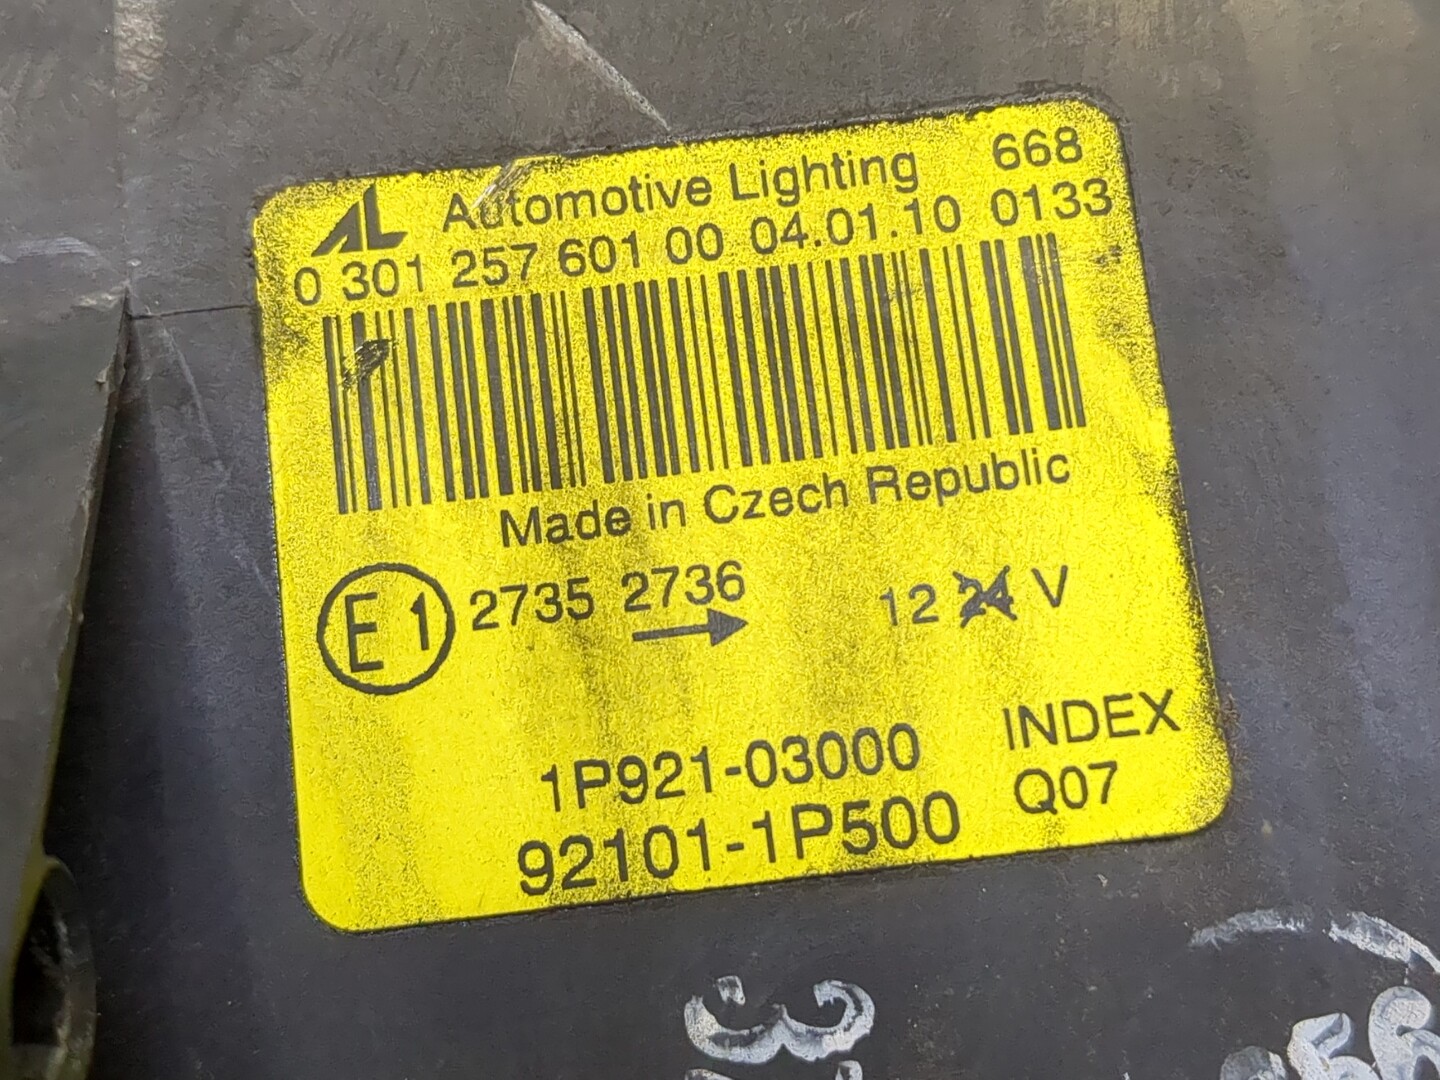 AL Automotive Lighting 668
0 301 257 601 00 04.01.10 0133
Made in Czech Republic
E1 2735 2736 12 24 V
1P921-03000 INDEX
92101-1P500 Q07